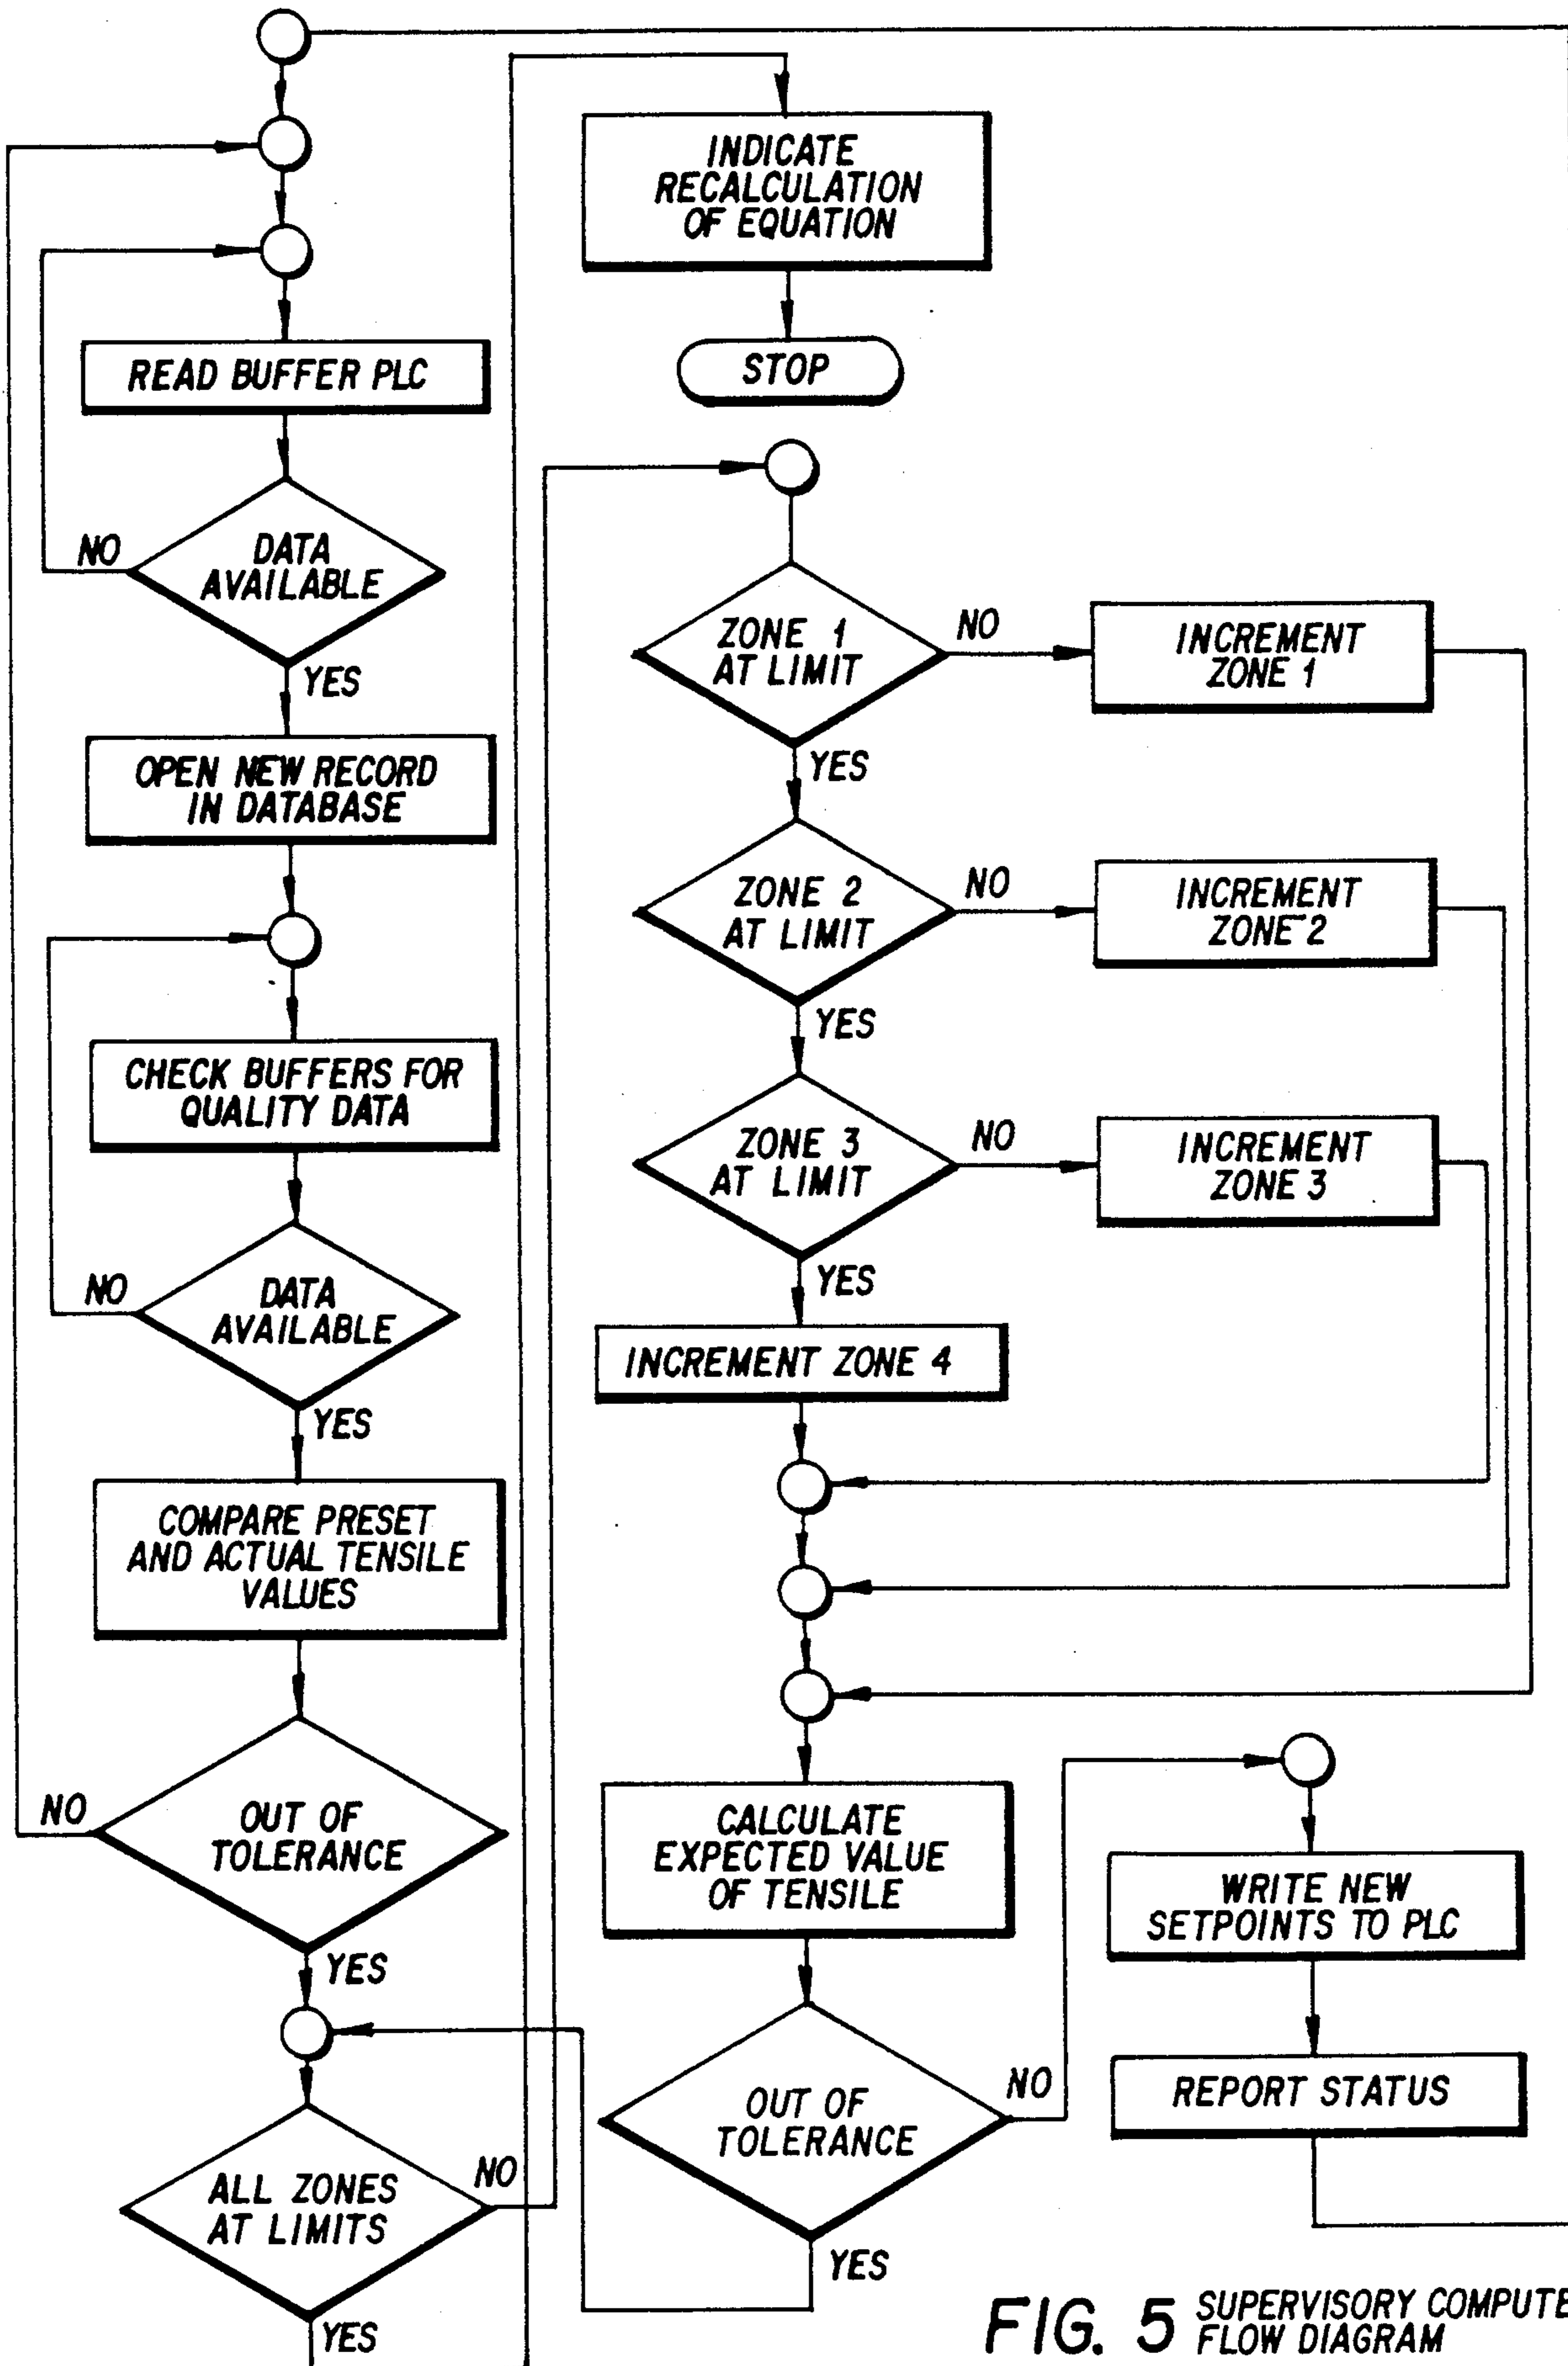 READ BUFFER PLC
DATA
AVAILABLE
NO
YES
OPEN NEW RECORD
IN DATABASE
CHECK BUFFERS FOR
QUALITY DATA
DATA
AVAILABLE
NO
YES
COMPARE PRESET
AND ACTUAL TENSILE
VALUES
OUT OF
TOLERANCE
NO
YES
ALL ZONES
AT LIMITS
NO
YES
INDICATE
RECALCULATION
OF EQUATION
STOP
ZONE 1
AT LIMIT
NO
INCREMENT
ZONE 1
YES
ZONE 2
AT LIMIT
NO
INCREMENT
ZONE 2
YES
ZONE 3
AT LIMIT
NO
INCREMENT
ZONE 3
YES
INCREMENT ZONE 4
CALCULATE
EXPECTED VALUE
OF TENSILE
OUT OF
TOLERANCE
NO
YES
WRITE NEW
SETPOINTS TO PLC
REPORT STATUS
FIG. 5 SUPERVISORY COMPUTE
FLOW DIAGRAM